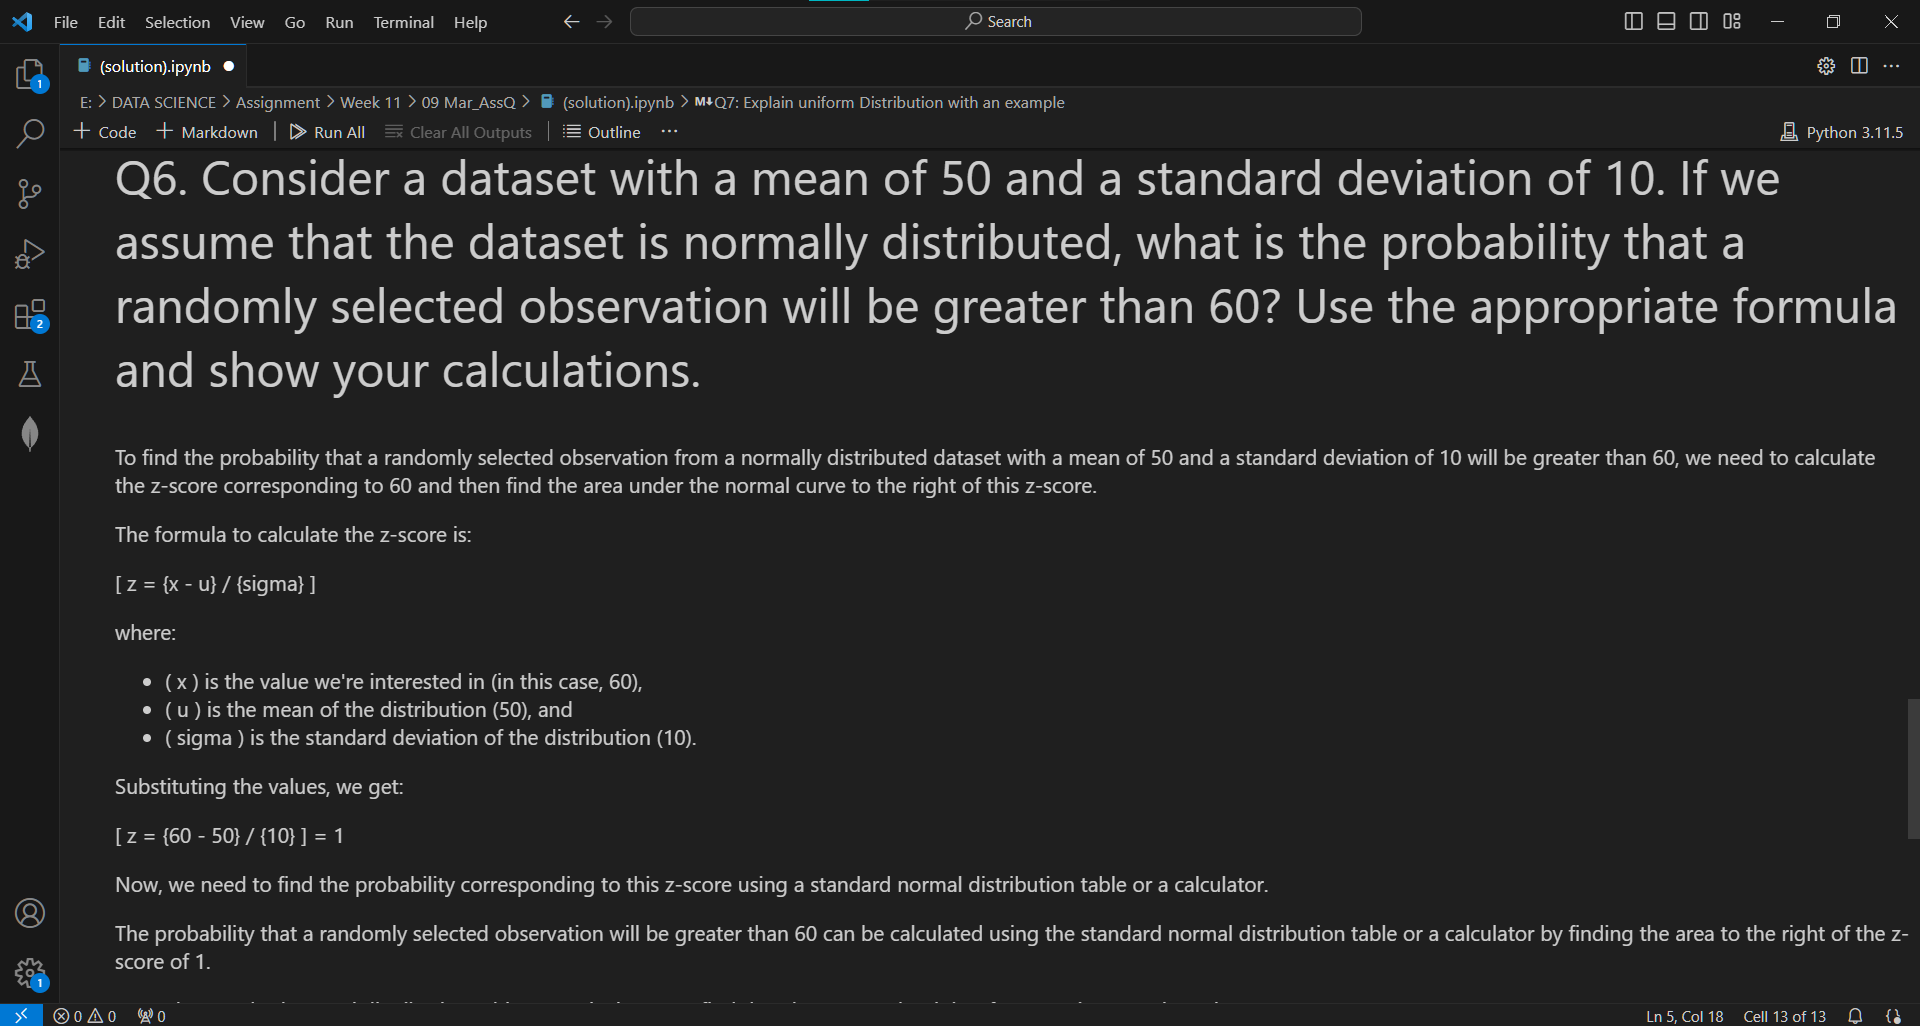 File Edit Selection View Go Run Terminal Help
Search
(solution).ipynb
E: > DATA SCIENCE > Assignment > Week 11 > 09 Mar_AssQ > (solution).ipynb > M↓Q7: Explain uniform Distribution with an example
+ Code + Markdown | Run All Clear All Outputs | Outline ... Python 3.11.5
Q6. Consider a dataset with a mean of 50 and a standard deviation of 10. If we
assume that the dataset is normally distributed, what is the probability that a
randomly selected observation will be greater than 60? Use the appropriate formula
and show your calculations.
To find the probability that a randomly selected observation from a normally distributed dataset with a mean of 50 and a standard deviation of 10 will be greater than 60, we need to calculate
the z-score corresponding to 60 and then find the area under the normal curve to the right of this z-score.
The formula to calculate the z-score is:
[ z = {x - u} / {sigma} ]
where:
• ( x ) is the value we're interested in (in this case, 60),
• ( u ) is the mean of the distribution (50), and
• ( sigma ) is the standard deviation of the distribution (10).
Substituting the values, we get:
[ z = {60 - 50} / {10} ] = 1
Now, we need to find the probability corresponding to this z-score using a standard normal distribution table or a calculator.
The probability that a randomly selected observation will be greater than 60 can be calculated using the standard normal distribution table or a calculator by finding the area to the right of the z-
score of 1.
1
2
1
0 0 0 Ln 5, Col 18 Cell 13 of 13